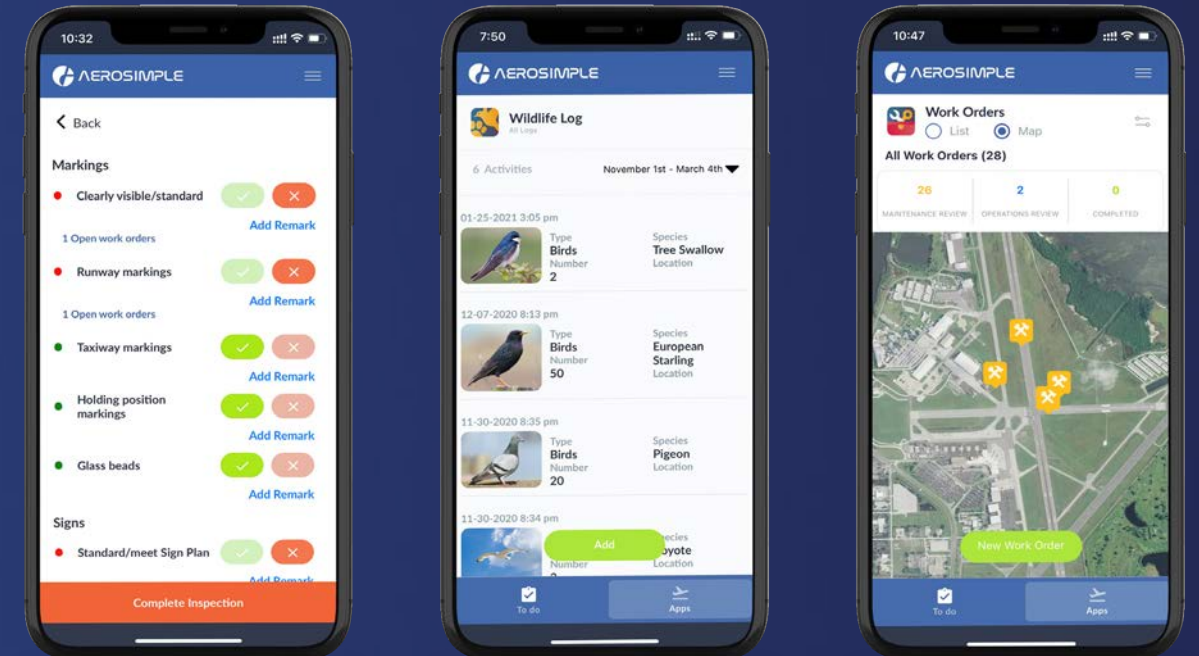 10:32
AEROSIMPLE
Back
Markings
Clearly visible/standard
Add Remark
1 Open work orders
Runway markings
Add Remark
1 Open work orders
Taxiway markings
Add Remark
Holding position
markings
Add Remark
Glass beads
Add Remark
Signs
Standard/meet Sign Plan
Add Remark
Complete Inspection
7:50
AEROSIMPLE
Wildlife Log
All Logs
6 Activities
November 1st - March 4th
01-25-2021 3:05 pm
Type
Birds
Number
2
Species
Tree Swallow
Location
12-07-2020 8:13 pm
Type
Birds
Number
50
Species
European
Starling
Location
11-30-2020 8:35 pm
Type
Birds
Number
20
Species
Pigeon
Location
11-30-2020 8:34 pm
Number
Location
Add
To do
Apps
10:47
AEROSIMPLE
Work Orders
List
Map
All Work Orders (28)
26
MAINTENANCE REVIEW
2
OPERATIONS REVIEW
0
COMPLETED
New Work Order
To do
Apps